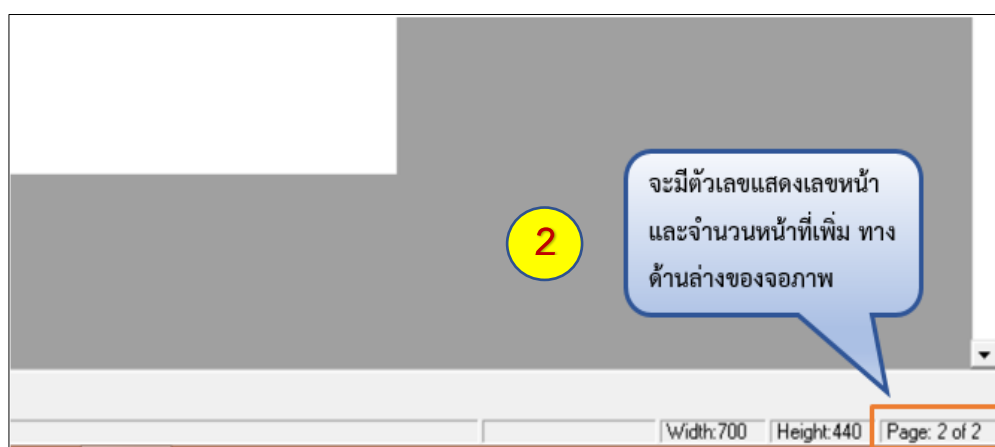 จะมีตัวเลขแสดงเลขหน้า
และจำนวนหน้าที่เพิ่ม ทาง
ด้านล่างของจอภาพ
2
Width:700 Height:440 Page: 2 of 2